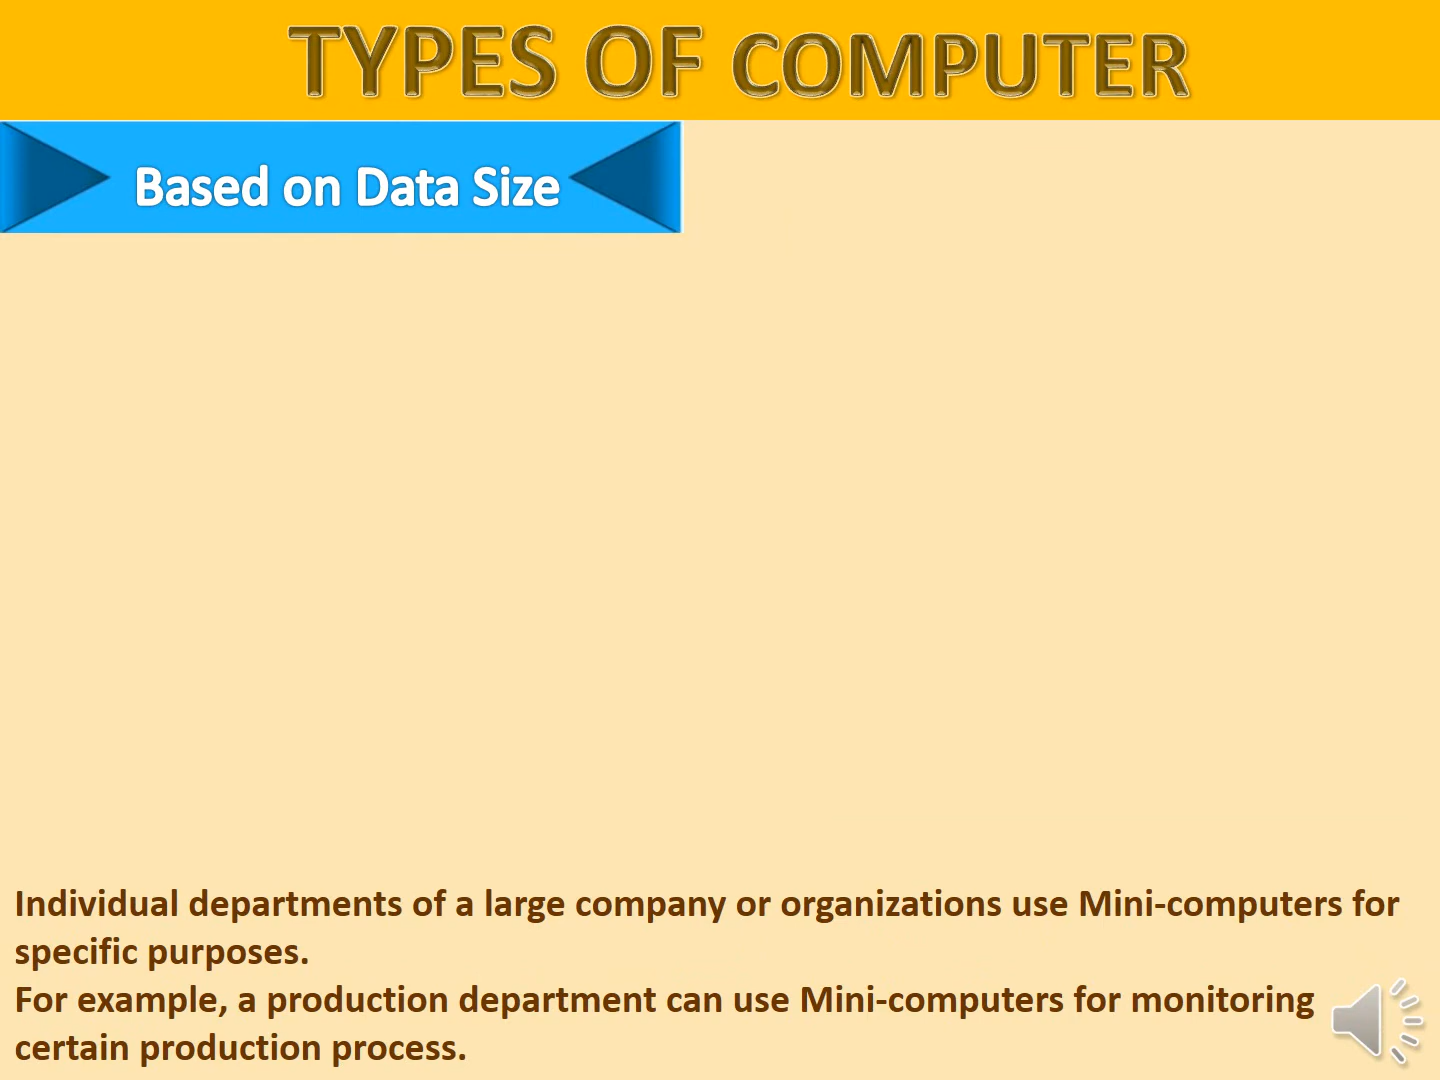 TYPES OF COMPUTER
Based on Data Size
Individual departments of a large company or organizations use Mini-computers for
specific purposes.
For example, a production department can use Mini-computers for monitoring
certain production process.